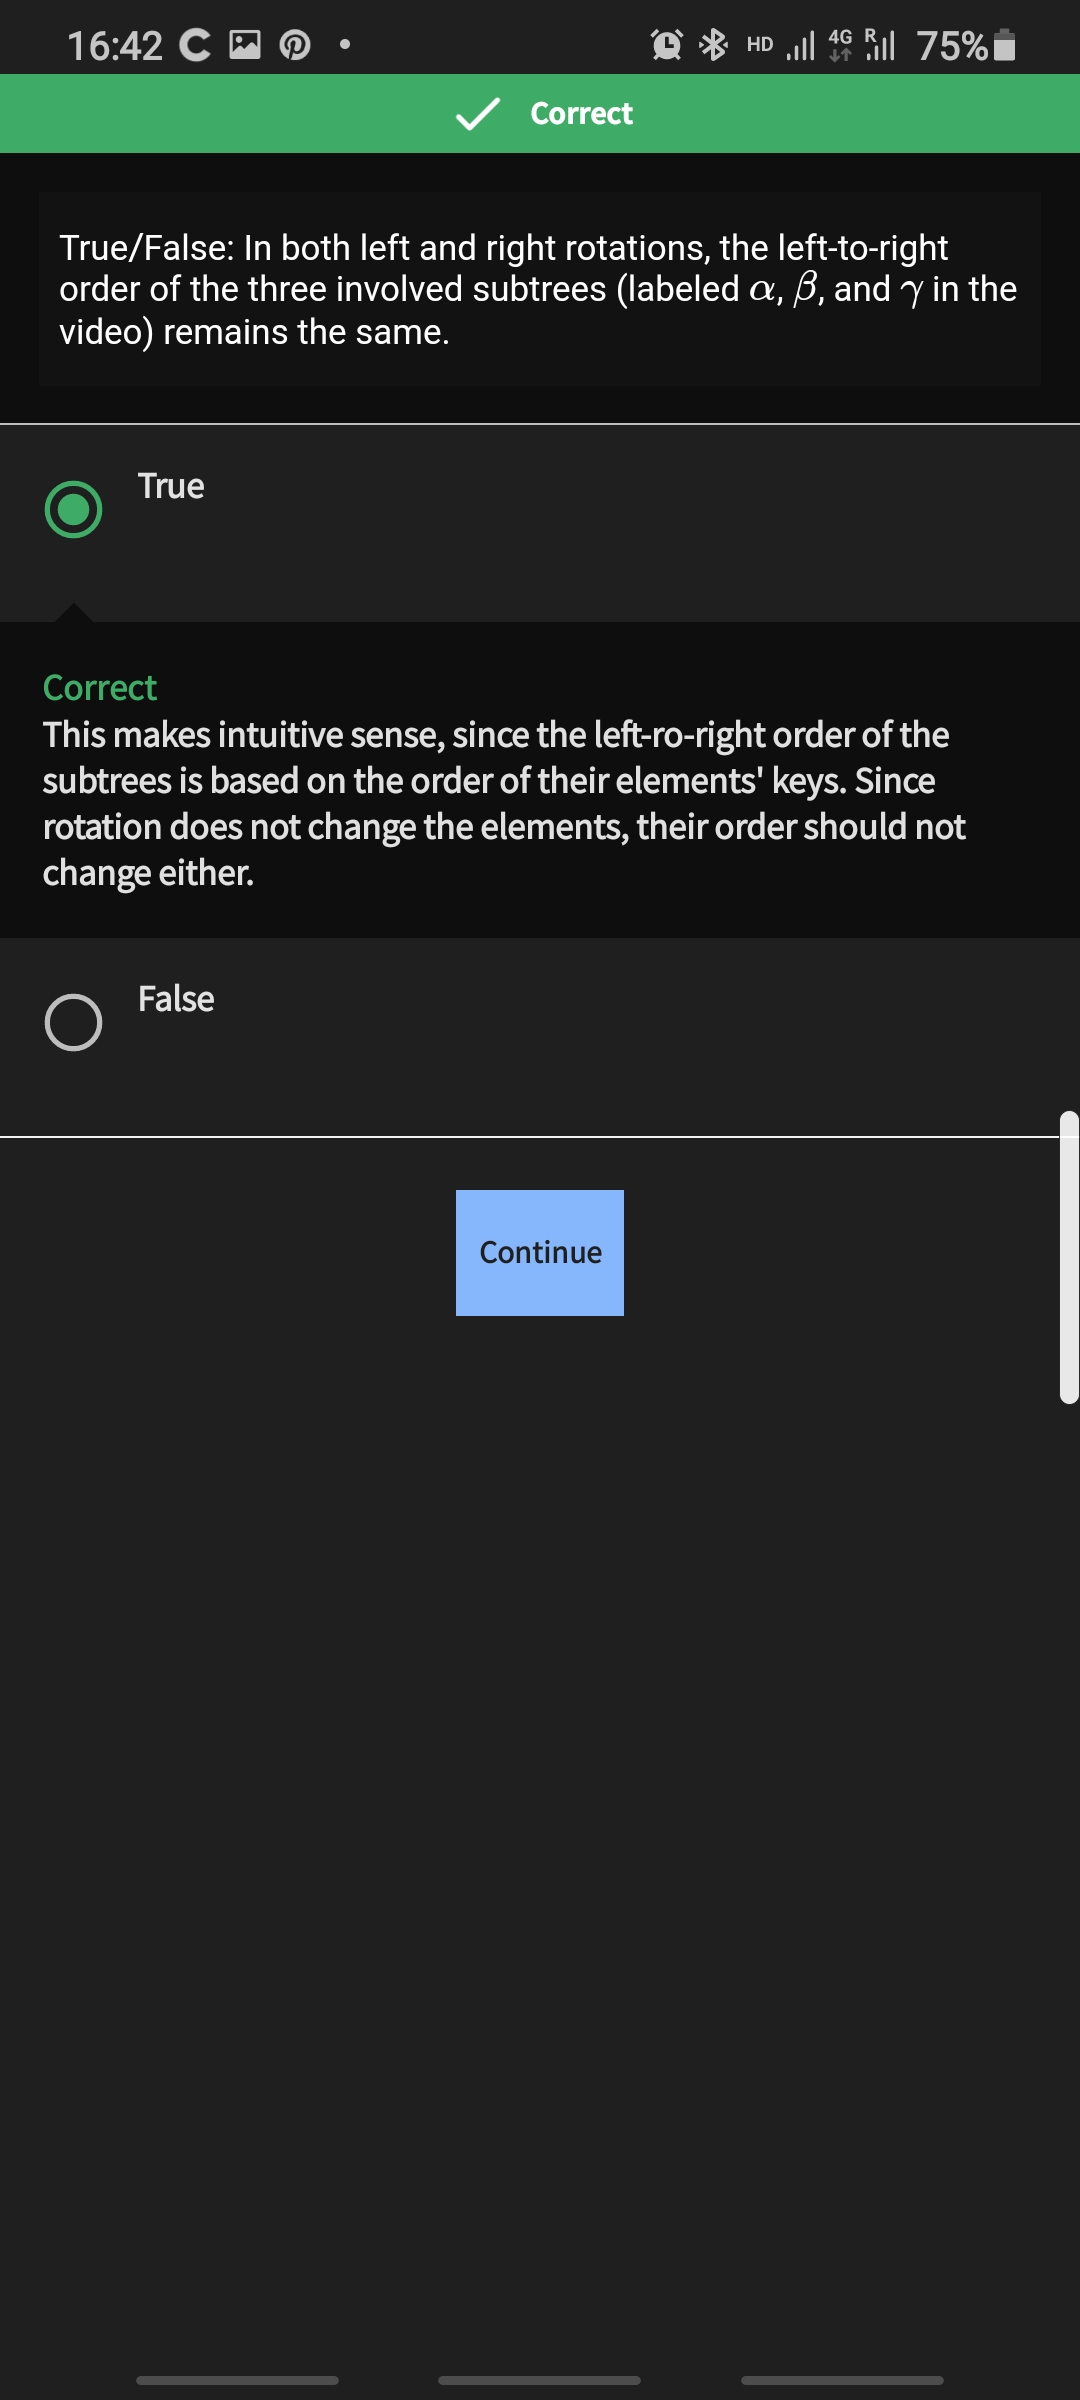 16:42 HD 4G R 75%
Correct
True/False: In both left and right rotations, the left-to-right
order of the three involved subtrees (labeled α, β, and γ in the
video) remains the same.
True
Correct
This makes intuitive sense, since the left-ro-right order of the
subtrees is based on the order of their elements' keys. Since
rotation does not change the elements, their order should not
change either.
False
Continue